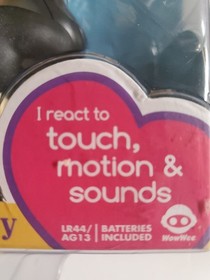 I react to
touch,
motion &
sounds
y
LR44/ BATTERIES
AG13 INCLUDED
WowWee